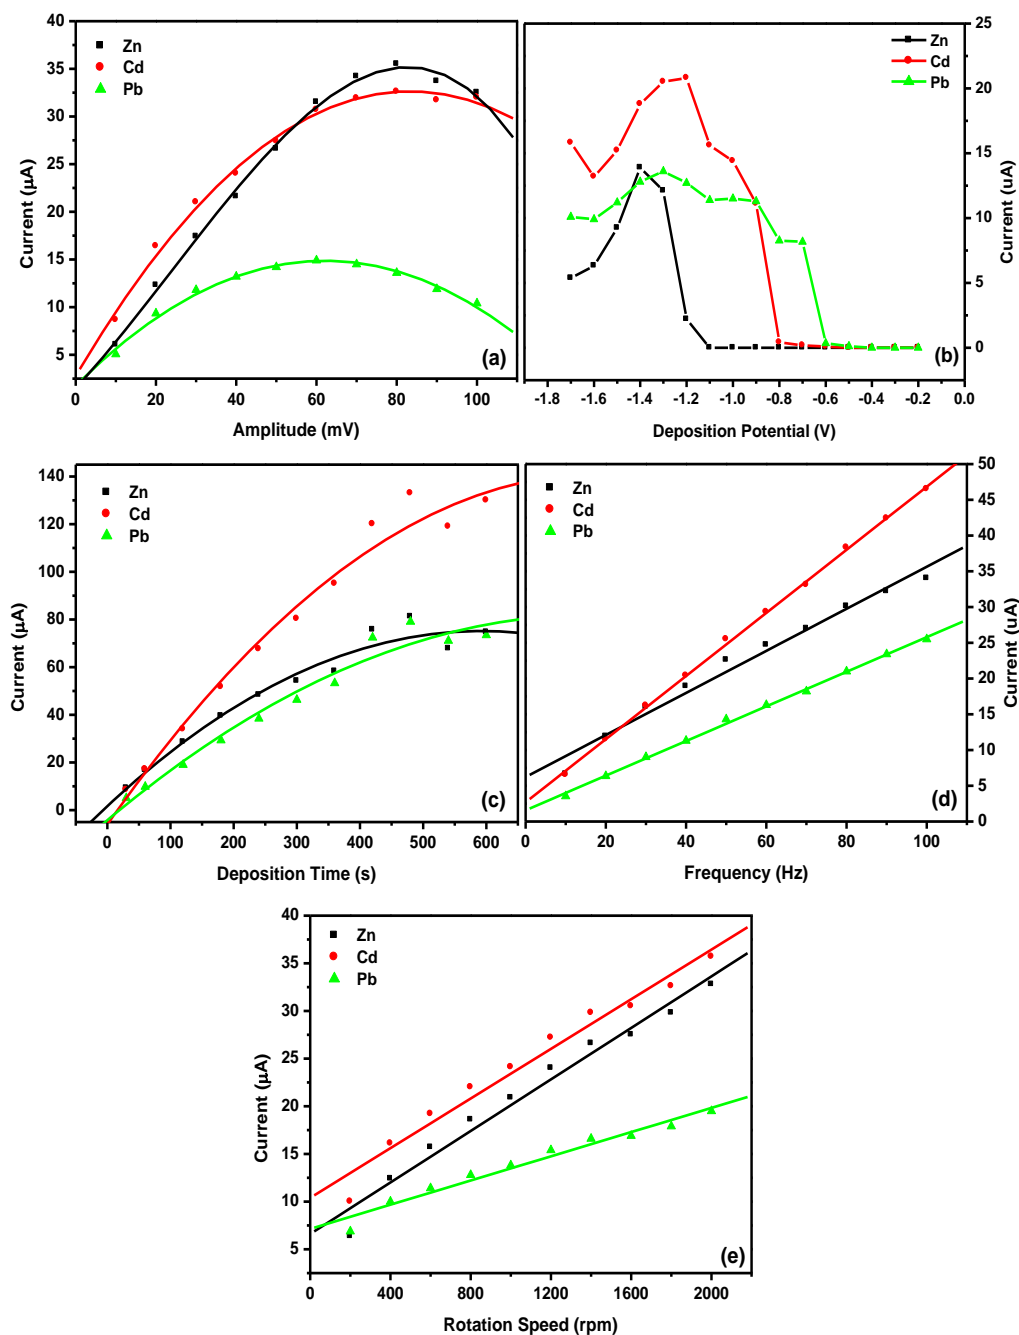 40
35
30
25
20
15
10
5
Current (µA)
Zn
Cd
Pb
(a)
0
20
40
60
80
100
Amplitude (mV)
Zn
Cd
Pb
25
20
15
10
5
0
Current (uA)
(b)
-1.8
-1.6
-1.4
-1.2
-1.0
-0.8
-0.6
-0.4
-0.2
0.0
Deposition Potential (V)
140
120
100
80
60
40
20
0
Current (µA)
Zn
Cd
Pb
(c)
0
100
200
300
400
500
600
Deposition Time (s)
Zn
Cd
Pb
50
45
40
35
30
25
20
15
10
5
0
Current (uA)
(d)
0
20
40
60
80
100
Frequency (Hz)
40
35
30
25
20
15
10
5
Current (µA)
Zn
Cd
Pb
(e)
0
400
800
1200
1600
2000
Rotation Speed (rpm)